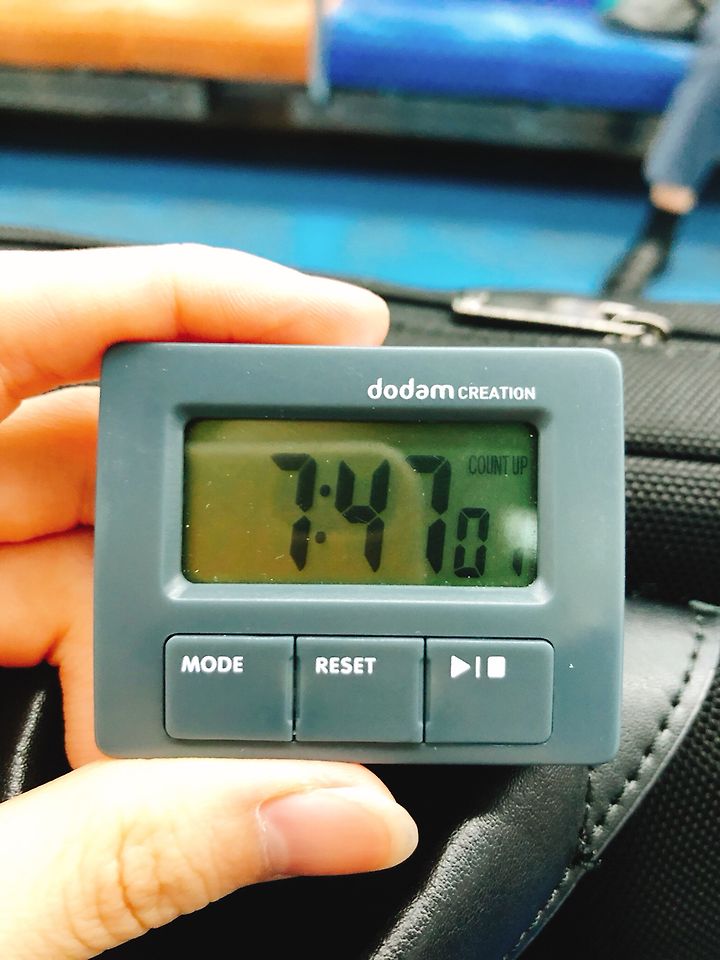 dodam CREATION
COUNT UP
7:47 01
MODE RESET